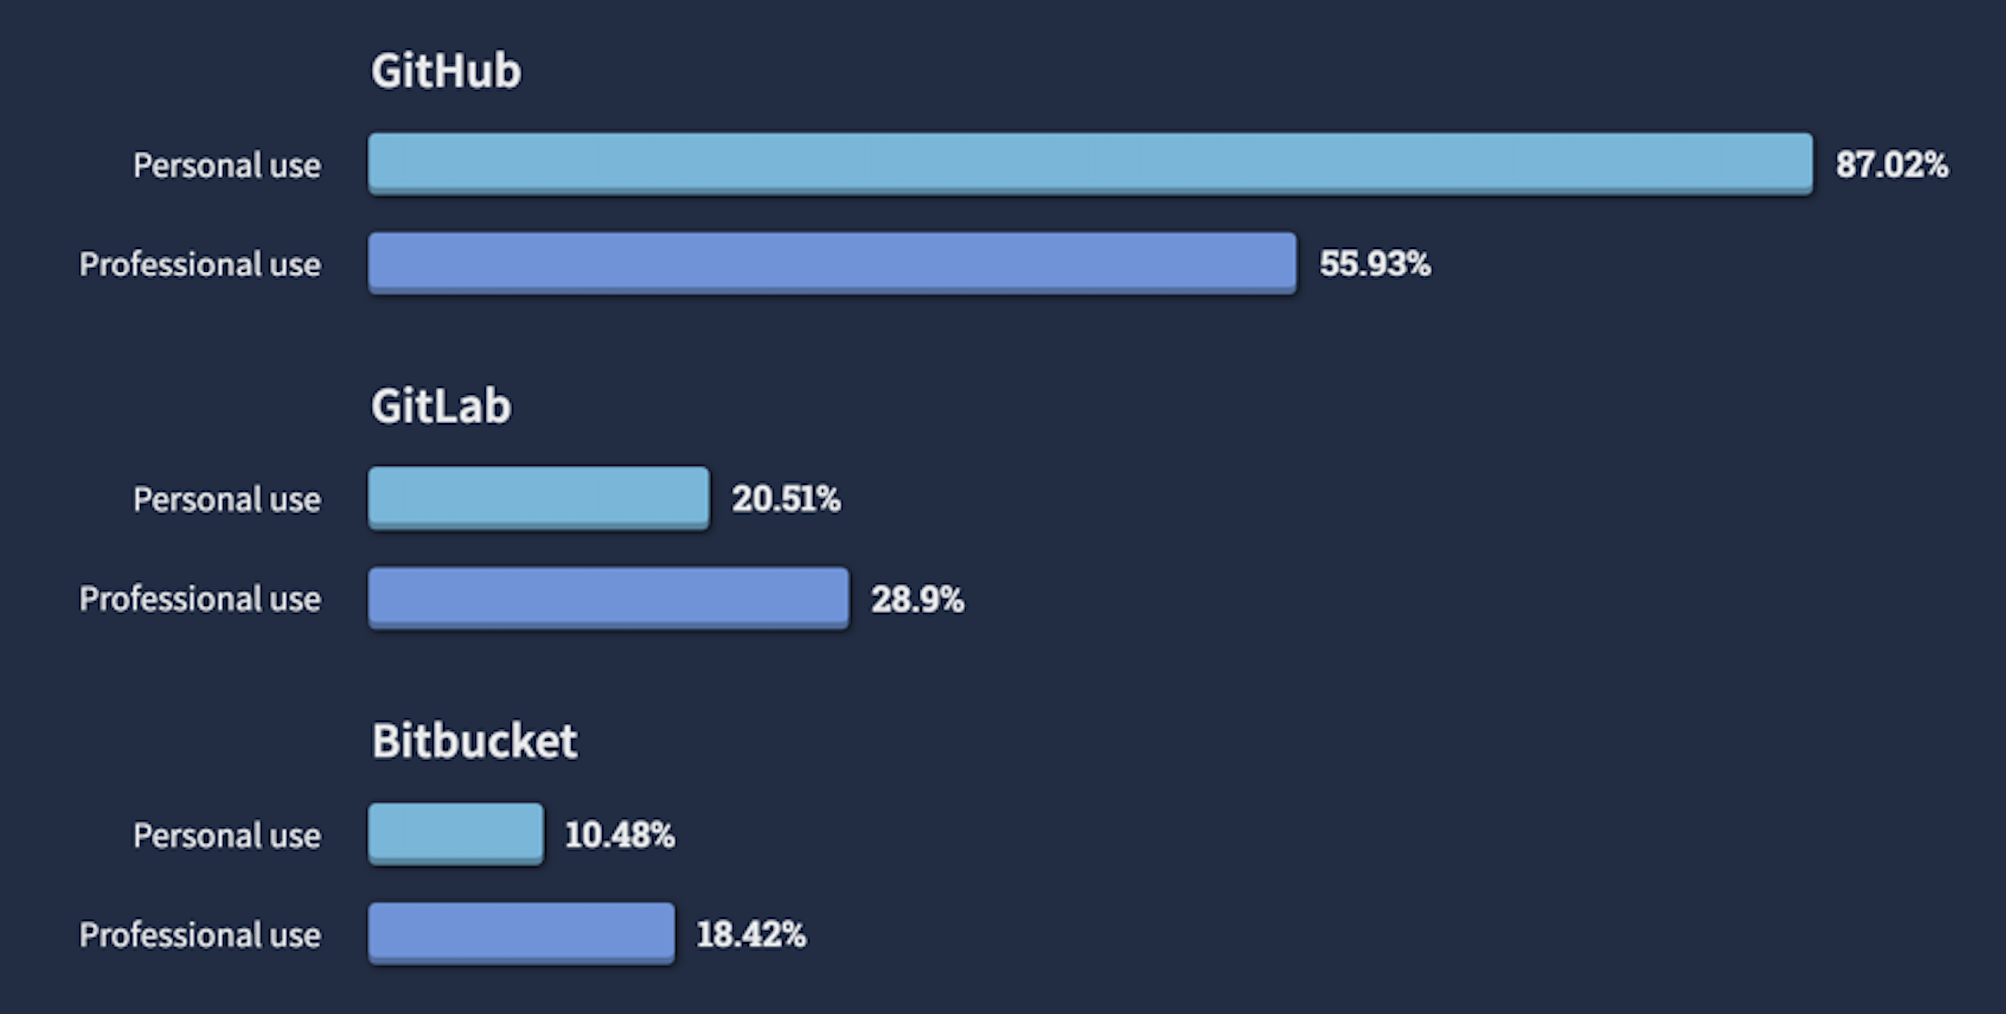 GitHub
Personal use 87.02%
Professional use 55.93%
GitLab
Personal use 20.51%
Professional use 28.9%
Bitbucket
Personal use 10.48%
Professional use 18.42%